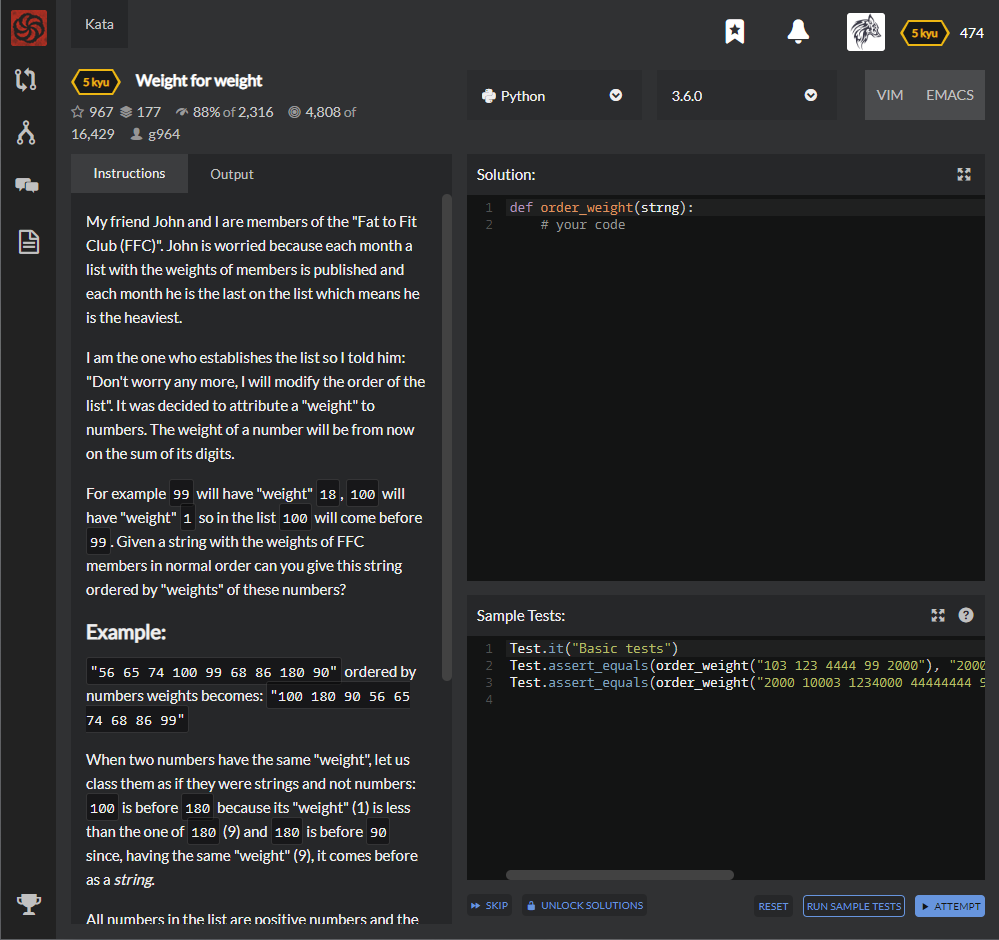 Kata
5 kyu
474
5 kyu Weight for weight
967 177 88% of 2,316 4,808 of
16,429 g964
Python
3.6.0
VIM EMACS
Instructions Output
My friend John and I are members of the "Fat to Fit
Club (FFC)". John is worried because each month a
list with the weights of members is published and
each month he is the last on the list which means he
is the heaviest.
I am the one who establishes the list so I told him:
"Don't worry any more, I will modify the order of the
list". It was decided to attribute a "weight" to
numbers. The weight of a number will be from now
on the sum of its digits.
For example 99 will have "weight" 18, 100 will
have "weight" 1 so in the list 100 will come before
99. Given a string with the weights of FFC
members in normal order can you give this string
ordered by "weights" of these numbers?
Example:
"56 65 74 100 99 68 86 180 90" ordered by
numbers weights becomes: "100 180 90 56 65
74 68 86 99"
When two numbers have the same "weight", let us
class them as if they were strings and not numbers:
100 is before 180 because its "weight" (1) is less
than the one of 180 (9) and 180 is before 90
since, having the same "weight" (9), it comes before
as a string.
All numbers in the list are positive numbers and the
Solution:
1 def order_weight(strng):
2 # your code
Sample Tests:
1 Test.it("Basic tests")
2 Test.assert_equals(order_weight("103 123 4444 99 2000"), "2000
3 Test.assert_equals(order_weight("2000 10003 1234000 44444444 9
4
SKIP UNLOCK SOLUTIONS RESET RUN SAMPLE TESTS ATTEMPT